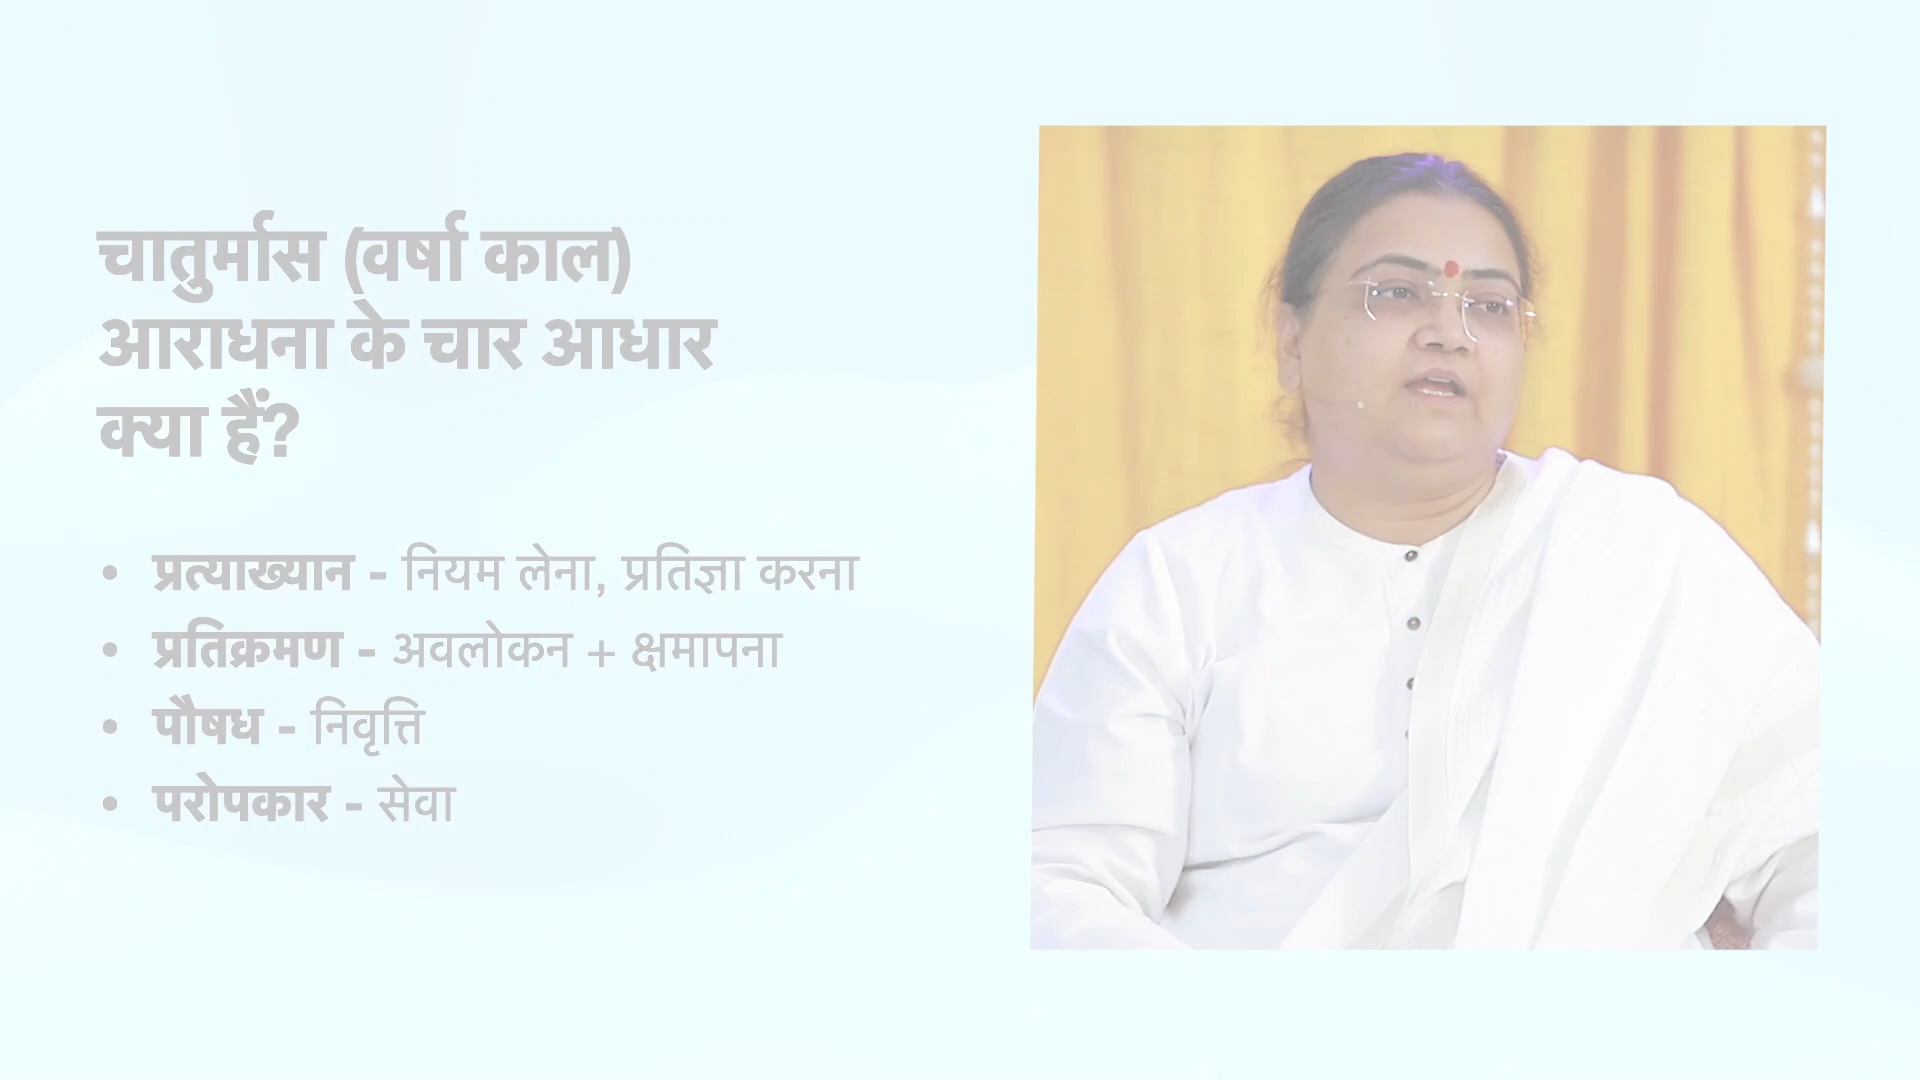 चातुर्मास (वर्षा काल)
आराधना के चार आधार
क्या हैं?
• प्रत्याख्यान - नियम लेना, प्रतिज्ञा करना
• प्रतिक्रमण - अवलोकन + क्षमापना
• पौषध - निवृत्ति
• परोपकार - सेवा